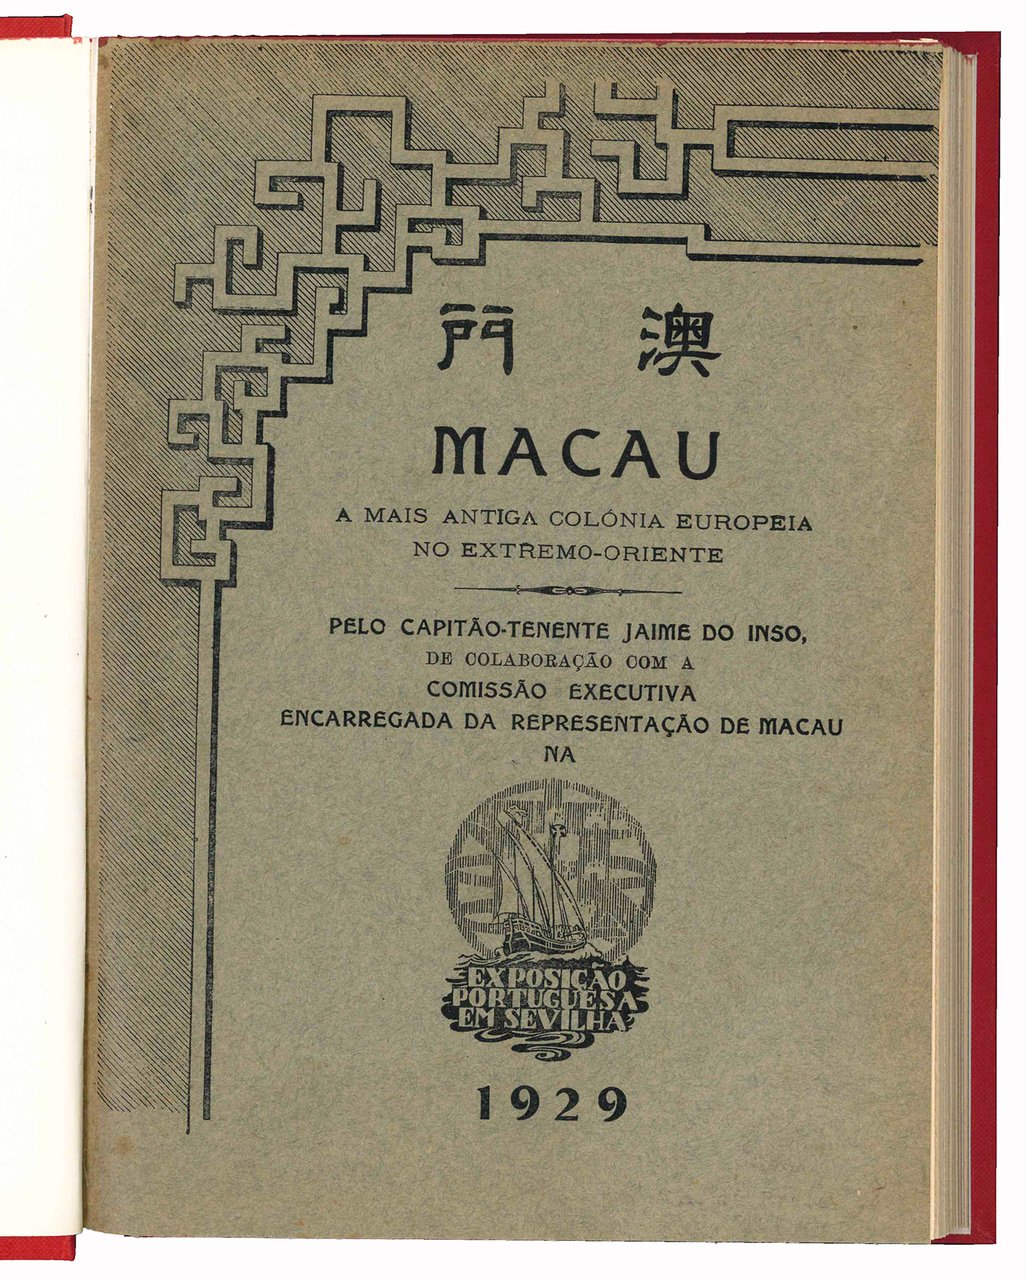 澳門
MACAU
A MAIS ANTIGA COLÓNIA EUROPEIA
NO EXTREMO-ORIENTE
PELO CAPITÃO-TENENTE JAIME DO INSO,
DE COLABORAÇÃO COM A
COMISSÃO EXECUTIVA
ENCARREGADA DA REPRESENTAÇÃO DE MACAU
NA
EXPOSIÇÃO
PORTUGUESA
EM SEVILHA
1929